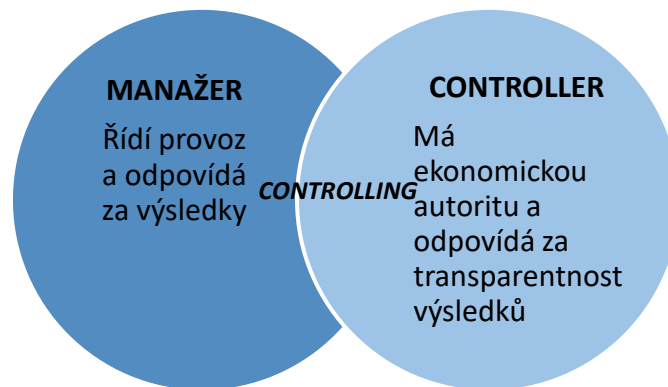 MANAŽER
Řídí provoz
a odpovídá
za výsledky
CONTROLLING
CONTROLLER
Má
ekonomickou
autoritu a
odpovídá za
transparentnost
výsledků